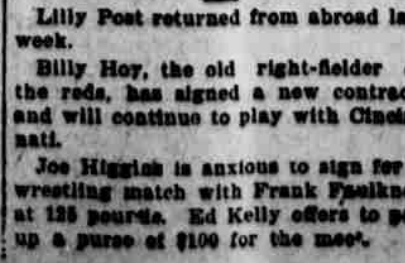 Lilly Post returned from abroad la
week.
Billy Hoy, the old right-fielder
the reds, has signed a new contrac
and will continue to play with Cinci
nati.
Joe Higgins is anxious to sign for
wrestling match with Frank Faulkn
at 125 pounds. Ed Kelly offers to p
up a purse of $100 for the meet.